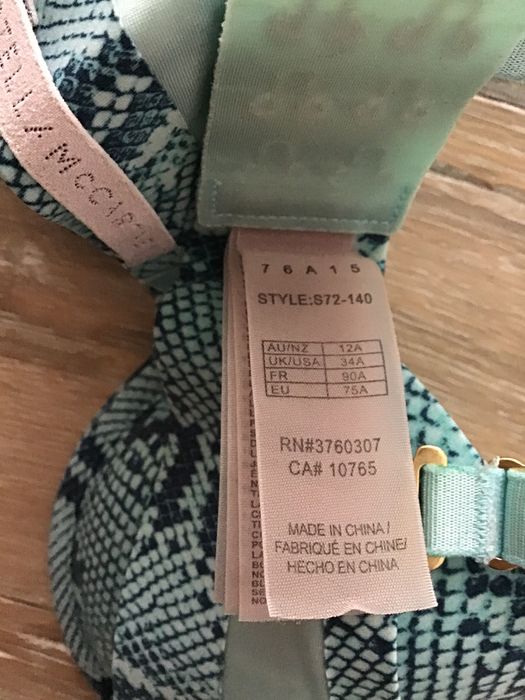 76A15
STYLE:S72-140
AU/NZ 12A
UK/USA 34A
FR 90A
EU 75A
RN#3760307
CA# 10765
MADE IN CHINA /
FABRIQUÉ EN CHINE/
HECHO EN CHINA